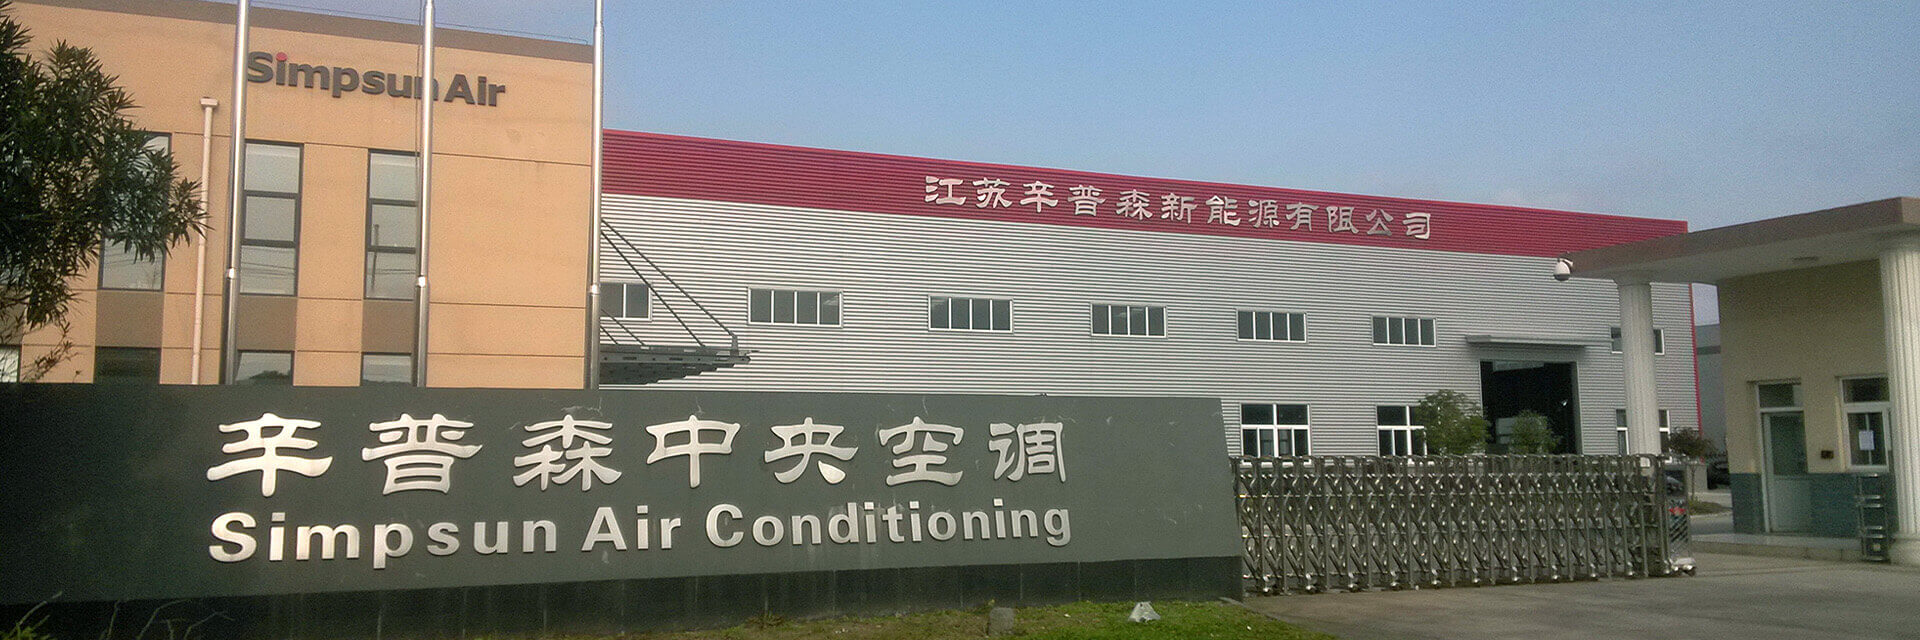 Simpsun Air
江苏辛普森新能源有限公司
辛普森中央空调
Simpsun Air Conditioning